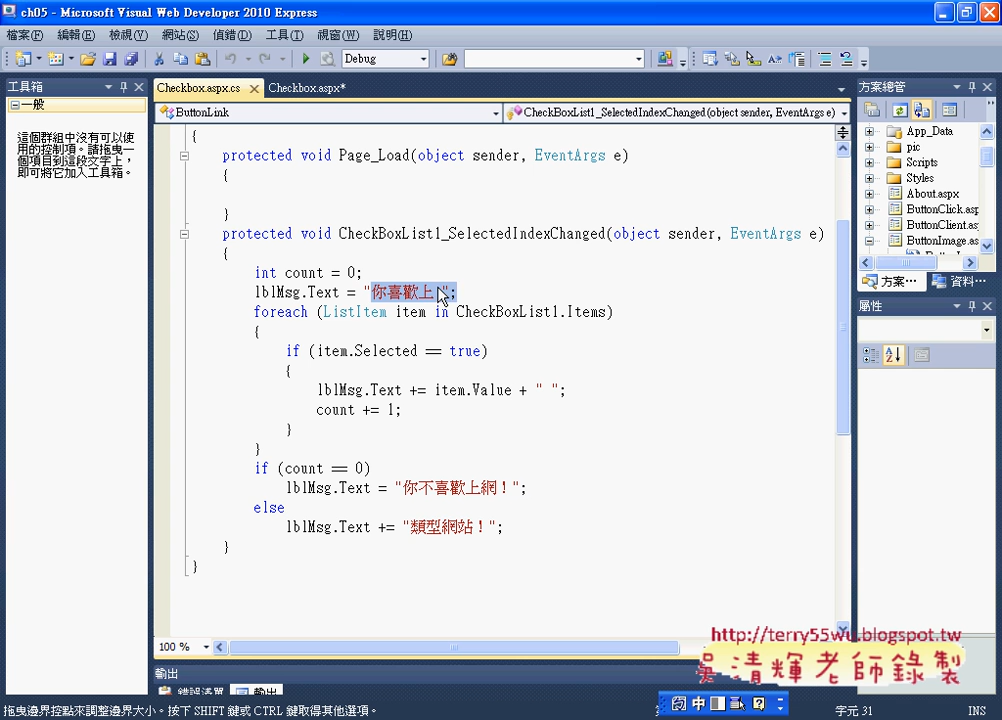 ch05 - Microsoft Visual Web Developer 2010 Express
檔案(F) 編輯(E) 檢視(V) 網站(S) 偵錯(D) 工具(T) 視窗(W) 說明(H)
Debug
工具箱
一般
這個群組中沒有可以使
用的控制項。請拖曳一
個項目到這段文字上，
即可將它加入工具箱。
Checkbox.aspx.cs
Checkbox.aspx*
ButtonLink
CheckBoxList1_SelectedIndexChanged(object sender, EventArgs e)
{
protected void Page_Load(object sender, EventArgs e)
{
}
protected void CheckBoxList1_SelectedIndexChanged(object sender, EventArgs e)
{
int count = 0;
lblMsg.Text = "你喜歡上 ";
foreach (ListItem item in CheckBoxList1.Items)
{
if (item.Selected == true)
{
lblMsg.Text += item.Value + " ";
count += 1;
}
}
if (count == 0)
lblMsg.Text = "你不喜歡上網！";
else
lblMsg.Text += "類型網站！";
}
}
100 %
輸出
錯誤清單
輸出
方案總管
App_Data
pic
Scripts
Styles
About.aspx
ButtonClick.asp
ButtonClient.as
ButtonImage.as
方案⋯
資料⋯
屬性
http://terry55wu.blogspot.tw
吳清輝老師錄製
拖曳邊界控點來調整邊界大小。按下 SHIFT 鍵或 CTRL 鍵取得其他選項。
中
字元 31
INS